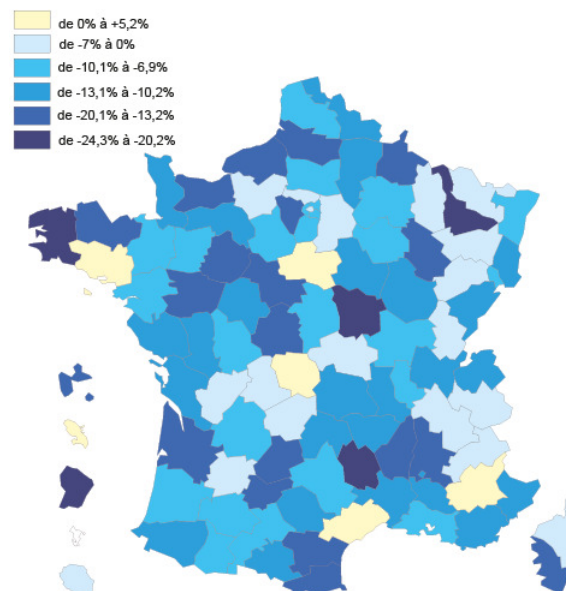 de 0% à +5,2%
de -7% à 0%
de -10,1% à -6,9%
de -13,1% à -10,2%
de -20,1% à -13,2%
de -24,3% à -20,2%